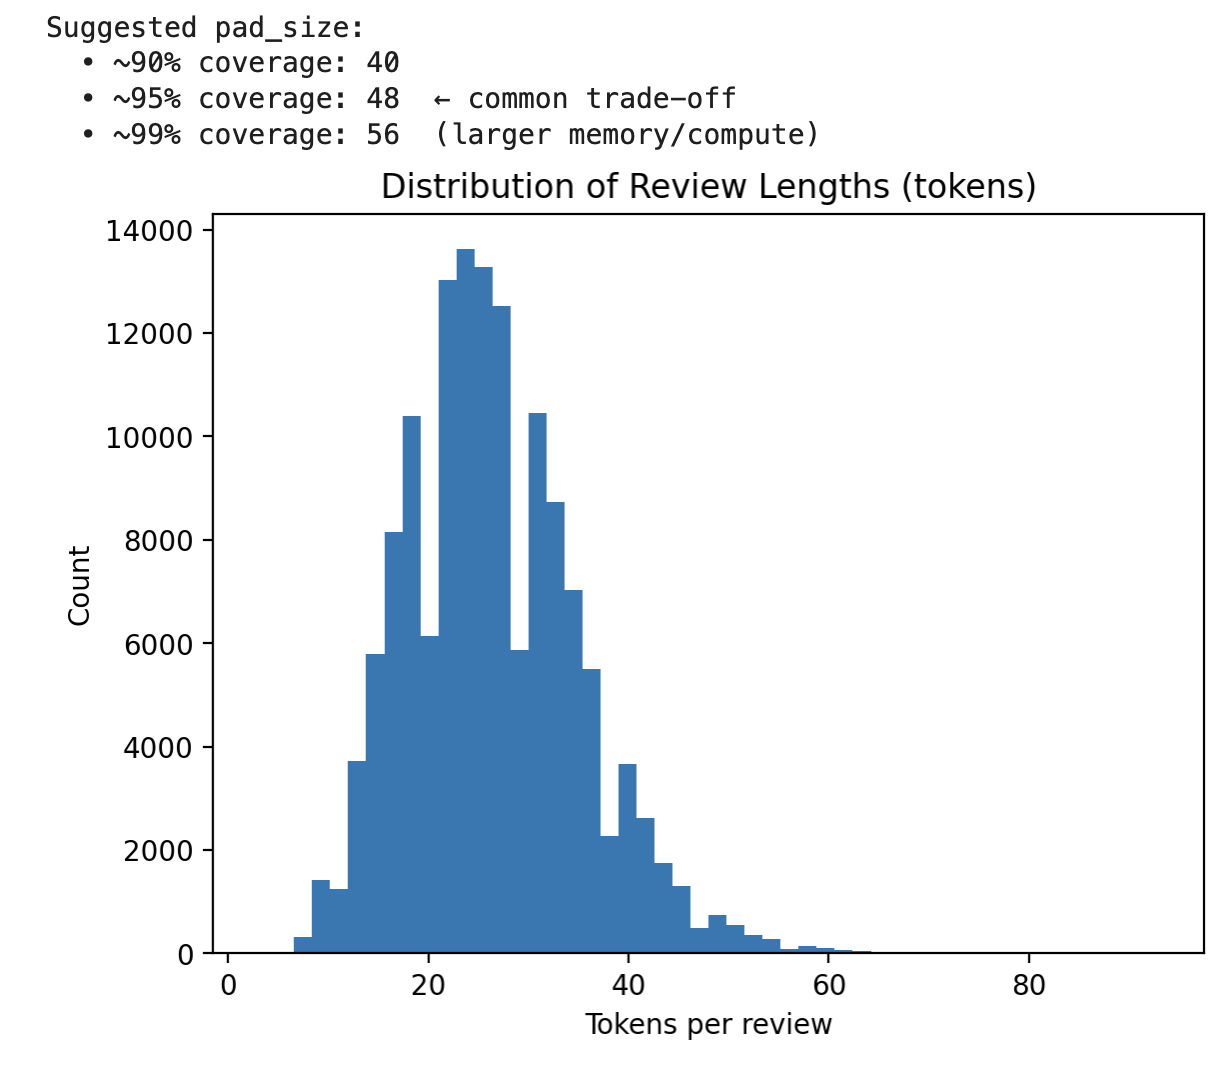 Suggested pad_size:
• ~90% coverage: 40
• ~95% coverage: 48  ← common trade-off
• ~99% coverage: 56  (larger memory/compute)
Distribution of Review Lengths (tokens)
14000
12000
10000
8000
6000
4000
2000
0
Count
0 20 40 60 80
Tokens per review